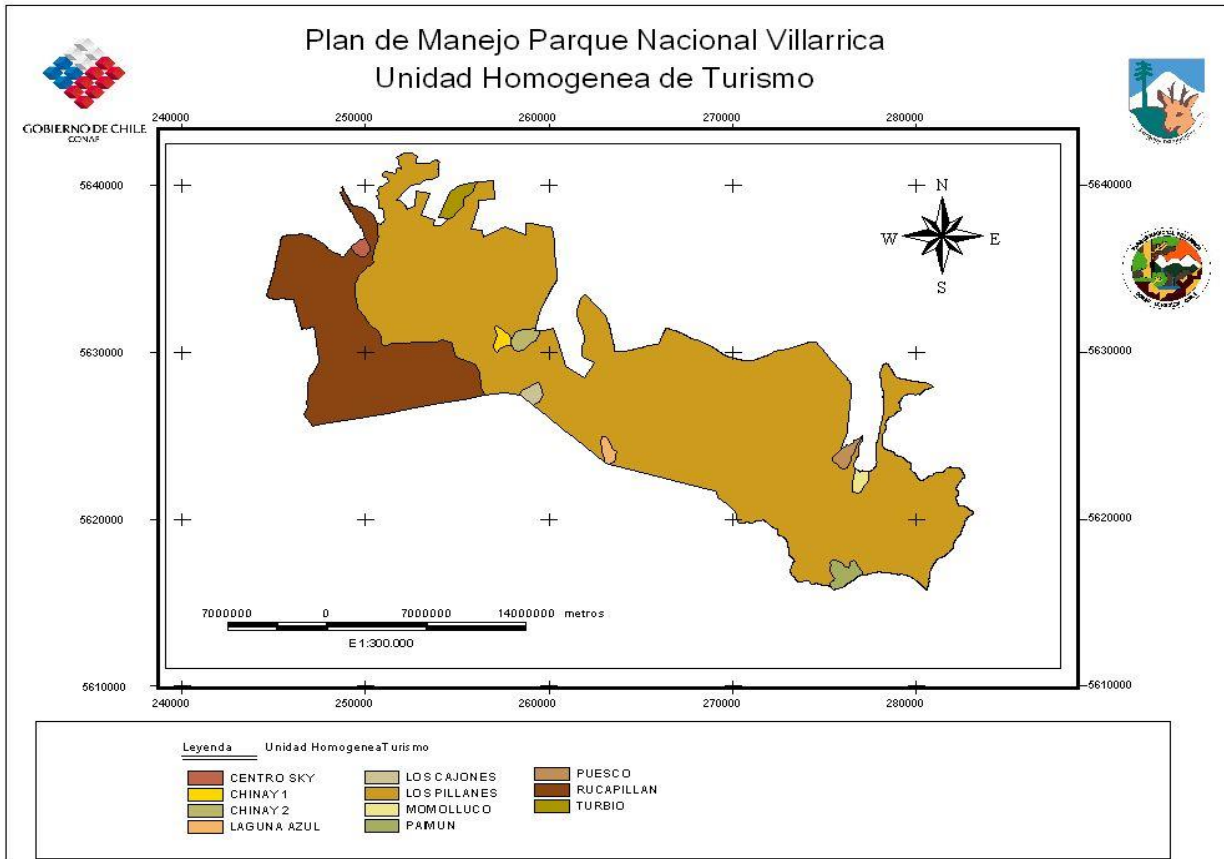 Plan de Manejo Parque Nacional Villarrica
Unidad Homogenea de Turismo
GOBIERNO DE CHILE
CONAF
240000 250000 260000 270000 280000
5640000 5640000
N
W E
S
5630000 5630000
5620000 5620000
7000000 0 7000000 14000000 metros
E 1:300.000
5610000 5610000
240000 250000 260000 270000 280000
Leyenda Unidad HomogeneaTurismo
CENTRO SKY
CHINAY 1
CHINAY 2
LAGUNA AZUL
LOS CAJONES
LOS PILLANES
MOMOLLUCO
PAIMUN
PUESCO
RUCAPILLAN
TURBIO